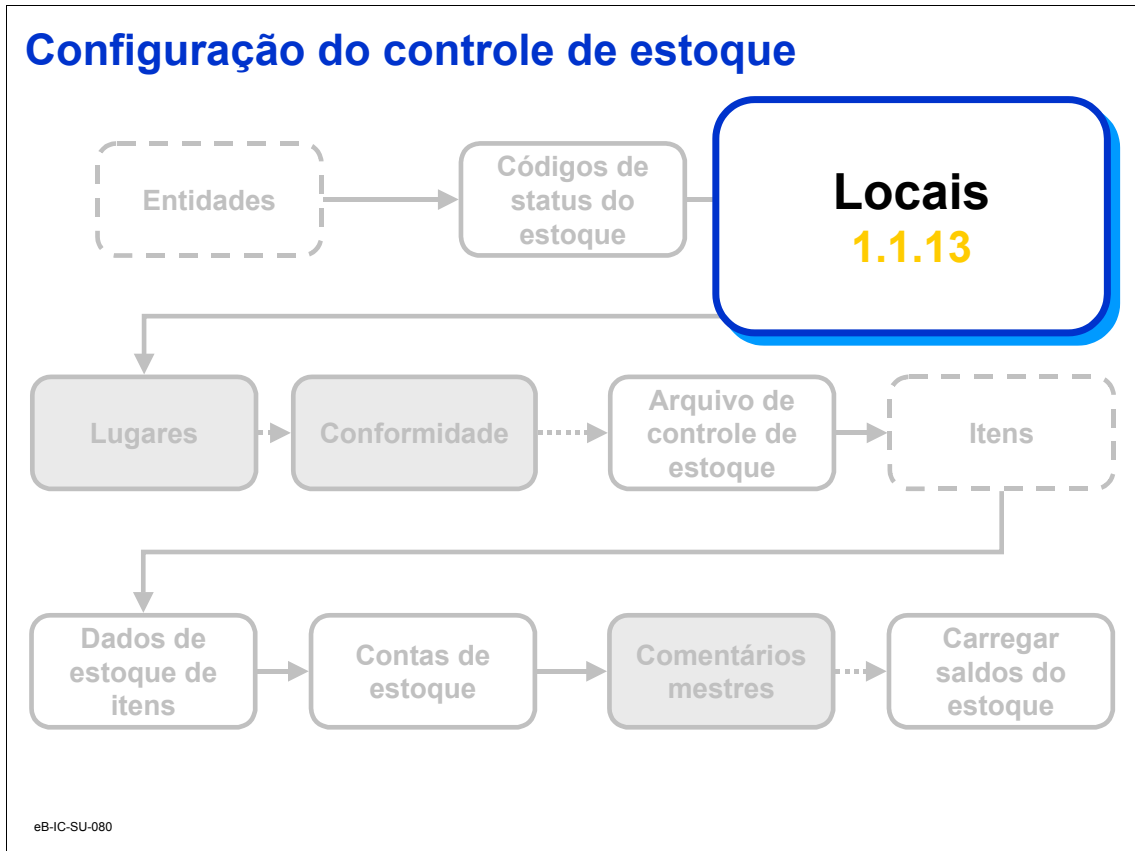 Configuração do controle de estoque
Entidades
Códigos de
status do
estoque
Locais
1.1.13
Lugares
Conformidade
Arquivo de
controle de
estoque
Itens
Dados de
estoque de
itens
Contas de
estoque
Comentários
mestres
Carregar
saldos do
estoque
eB-IC-SU-080